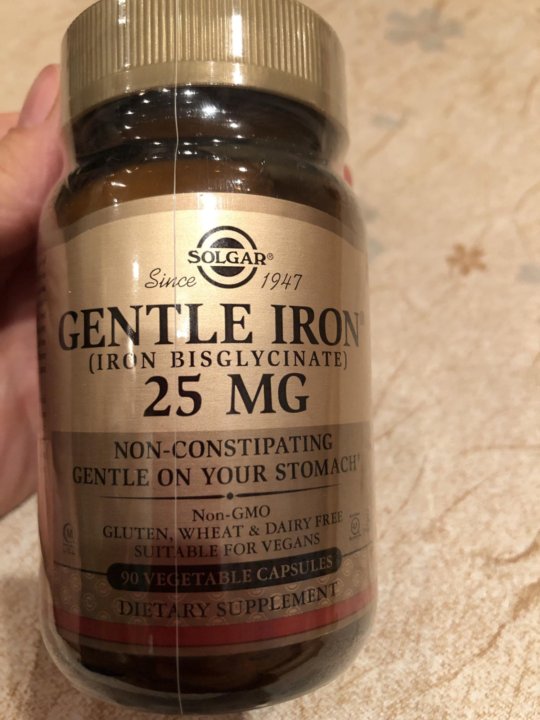 SOLGAR®
Since 1947
GENTLE IRON®
(IRON BISGLYCINATE)
25 MG
NON-CONSTIPATING
GENTLE ON YOUR STOMACH*
Non-GMO
GLUTEN, WHEAT & DAIRY FREE
SUITABLE FOR VEGANS
90 VEGETABLE CAPSULES
DIETARY SUPPLEMENT